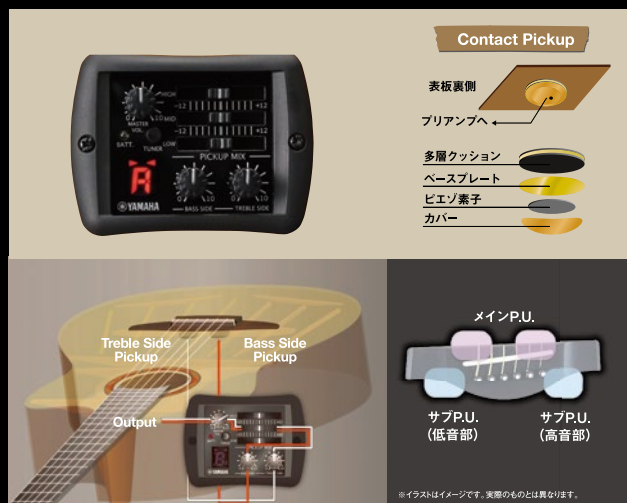 Contact Pickup
表板裏側
プリアンプへ
多層クッション
ベースプレート
ピエゾ素子
カバー
HIGH
-12 +12
MASTER VOL.
0 10
MID
-12 +12
BATT.
TUNER
LOW
PICKUP MIX
0 10 0 10
BASS SIDE TREBLE SIDE
YAMAHA
Treble Side
Pickup
Bass Side
Pickup
Output
YAMAHA
メインP.U.
サブP.U.
(低音部)
サブP.U.
(高音部)
※イラストはイメージです。実際のものとは異なります。